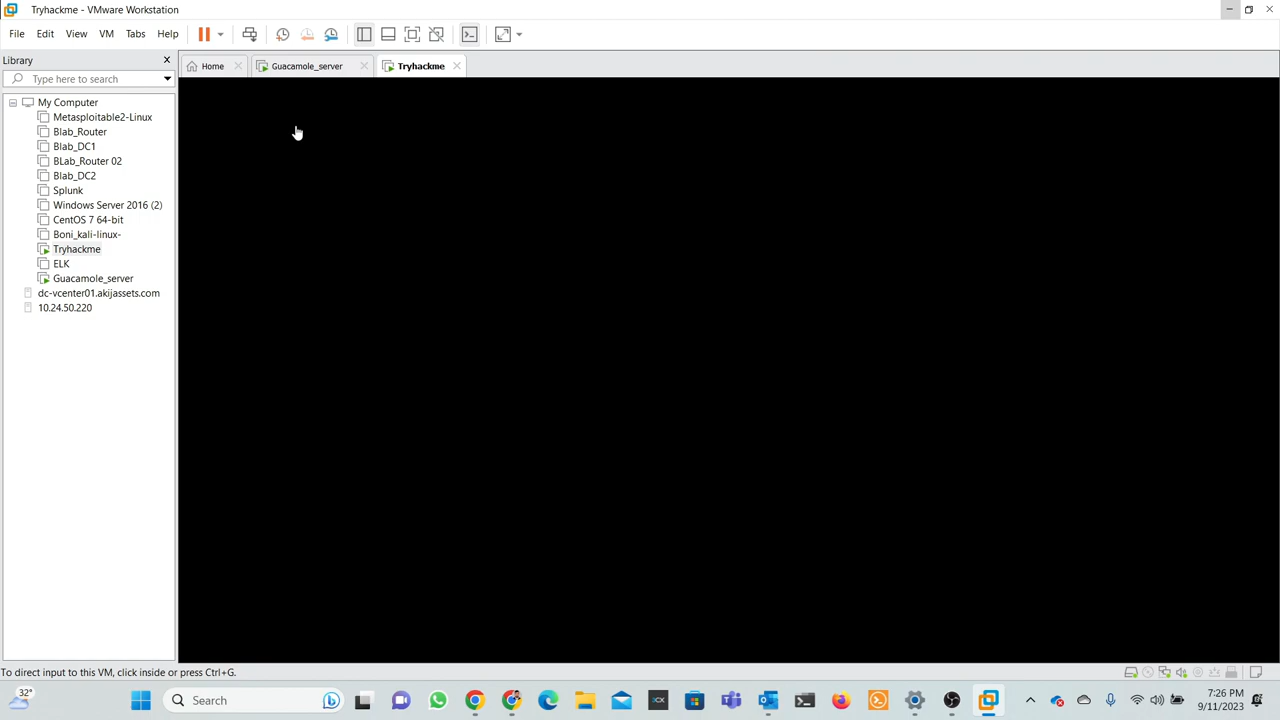 Tryhackme - VMware Workstation
File Edit View VM Tabs Help
Library
Type here to search
Home
Guacamole_server
Tryhackme
My Computer
Metasploitable2-Linux
Blab_Router
Blab_DC1
BLab_Router 02
Blab_DC2
Splunk
Windows Server 2016 (2)
CentOS 7 64-bit
Boni_kali-linux-
Tryhackme
ELK
Guacamole_server
dc-vcenter01.akijassets.com
10.24.50.220
To direct input to this VM, click inside or press Ctrl+G.
32°
Search
7:26 PM
9/11/2023